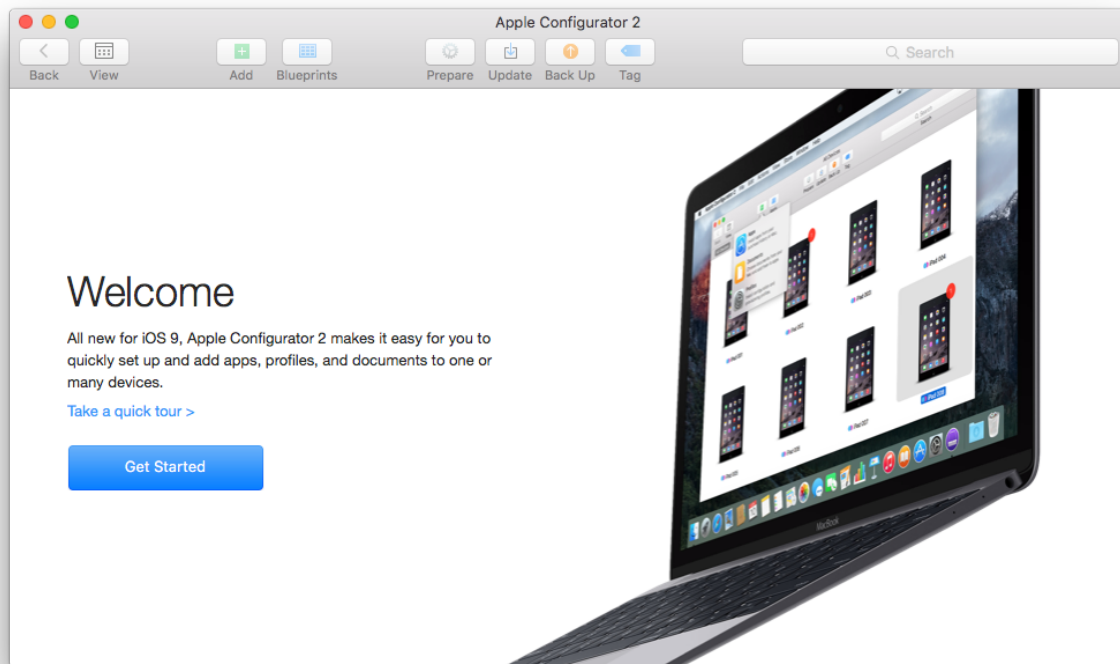 Apple Configurator 2
Back
View
Add
Blueprints
Prepare
Update
Back Up
Tag
Search
Welcome
All new for iOS 9, Apple Configurator 2 makes it easy for you to
quickly set up and add apps, profiles, and documents to one or
many devices.
Take a quick tour >
Get Started
MacBook